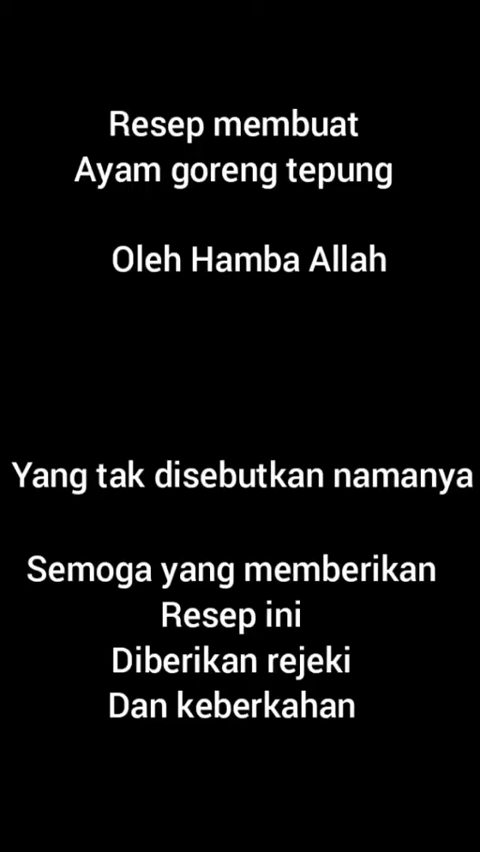 Resep membuat
Ayam goreng tepung
Oleh Hamba Allah
Yang tak disebutkan namanya
Semoga yang memberikan
Resep ini
Diberikan rejeki
Dan keberkahan